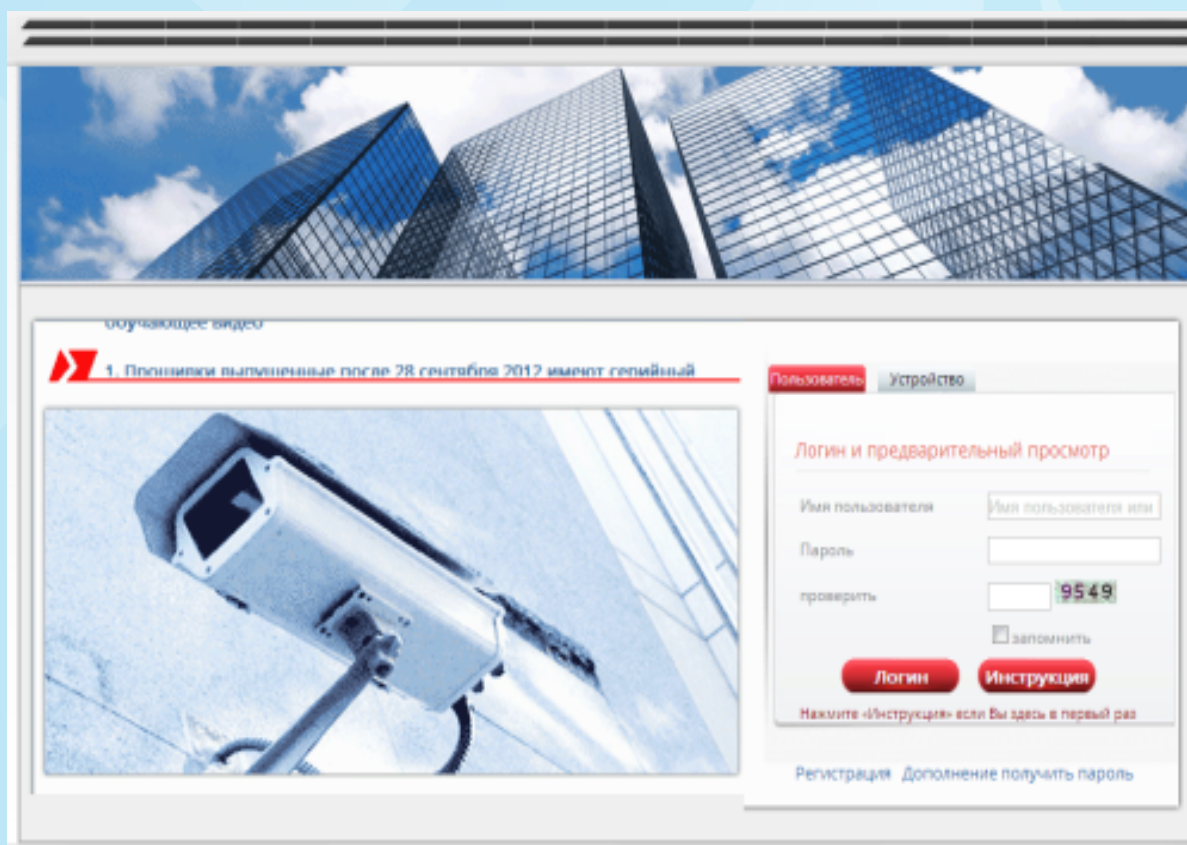 обучающее видео
1. Прошивки выпущенные после 28 сентября 2012 имеют серийный
Пользователь Устройство
Логин и предварительный просмотр
Имя пользователя Имя пользователя или
Пароль
проверить 9549
запомнить
Логин Инструкция
Нажмите «Инструкция» если Вы здесь в первый раз
Регистрация Дополнение получить пароль